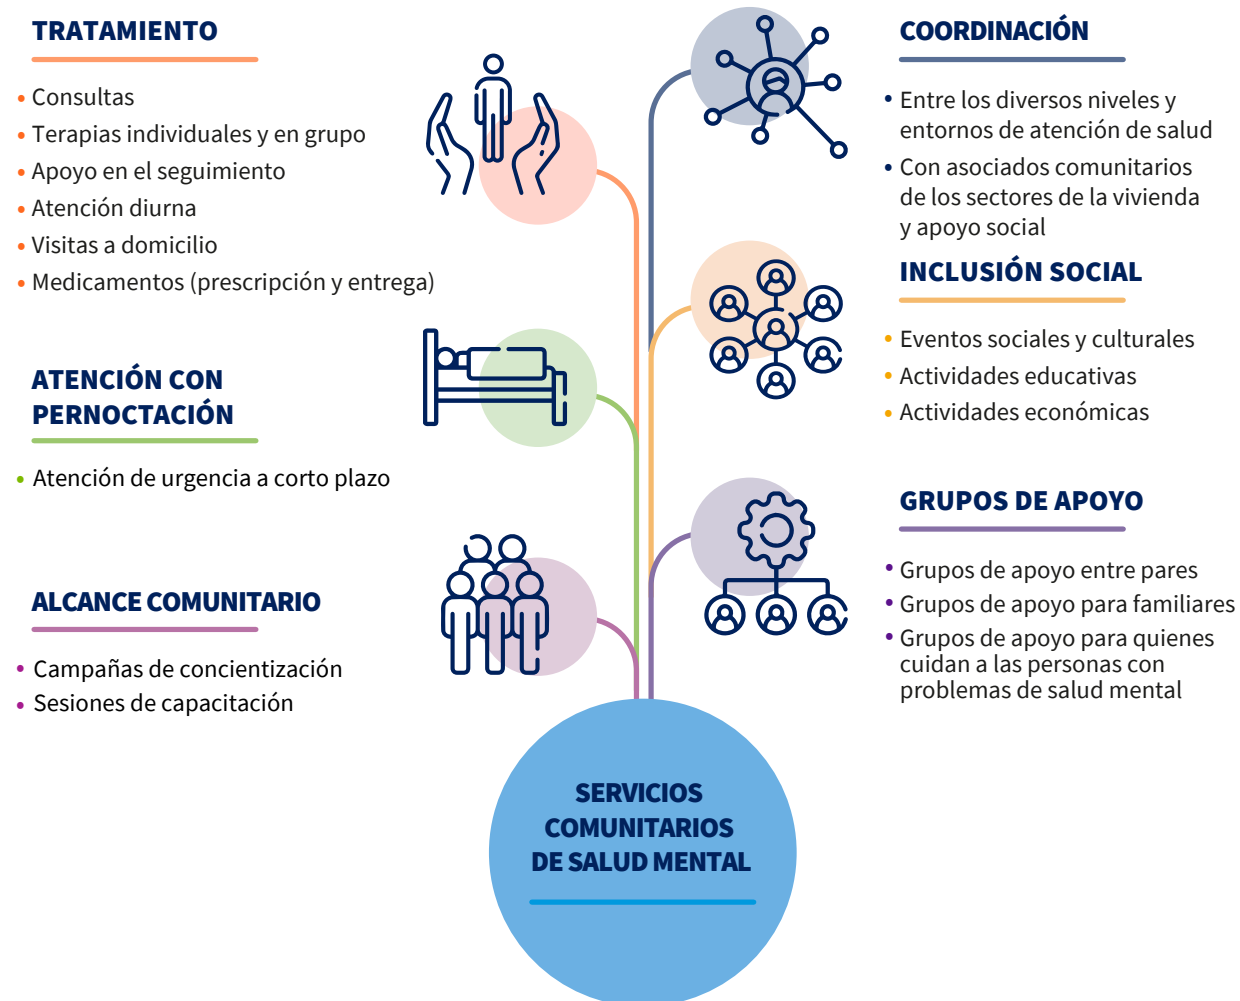 TRATAMIENTO
• Consultas
• Terapias individuales y en grupo
• Apoyo en el seguimiento
• Atención diurna
• Visitas a domicilio
• Medicamentos (prescripción y entrega)
ATENCIÓN CON
PERNOCTACIÓN
• Atención de urgencia a corto plazo
ALCANCE COMUNITARIO
• Campañas de concientización
• Sesiones de capacitación
COORDINACIÓN
• Entre los diversos niveles y
entornos de atención de salud
• Con asociados comunitarios
de los sectores de la vivienda
y apoyo social
INCLUSIÓN SOCIAL
• Eventos sociales y culturales
• Actividades educativas
• Actividades económicas
GRUPOS DE APOYO
• Grupos de apoyo entre pares
• Grupos de apoyo para familiares
• Grupos de apoyo para quienes
cuidan a las personas con
problemas de salud mental
SERVICIOS
COMUNITARIOS
DE SALUD MENTAL